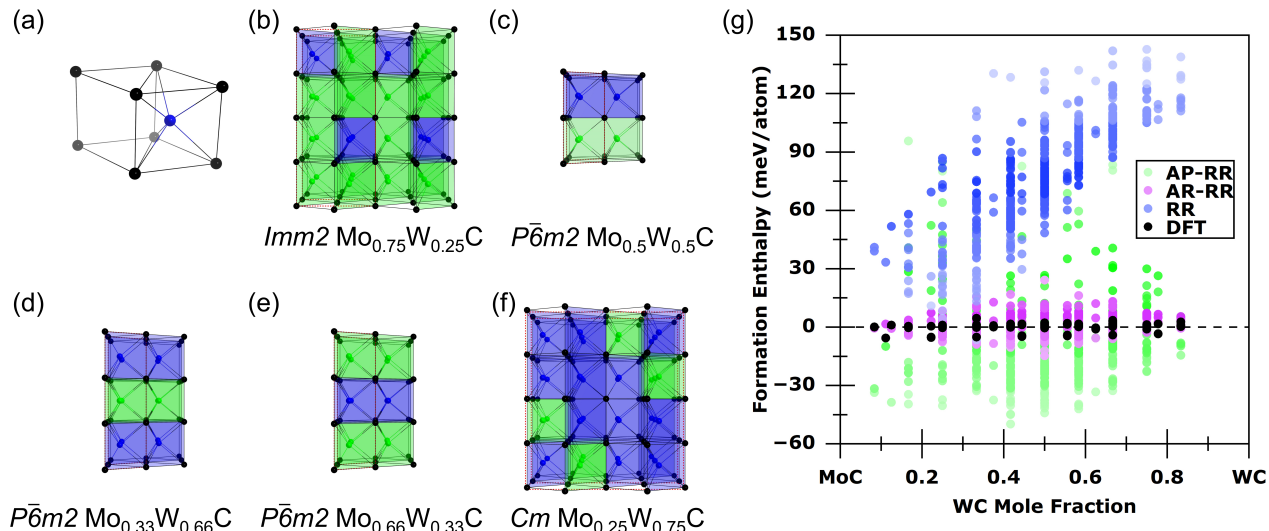 (a)
(b)
(c)
Imm2 Mo0.75W0.25C
P6̅m2 Mo0.5W0.5C
(d)
(e)
(f)
P6̅m2 Mo0.33W0.66C
P6̅m2 Mo0.66W0.33C
Cm Mo0.25W0.75C
(g)
Formation Enthalpy (meV/atom)
150
120
90
60
30
0
−30
−60
AP-RR
AR-RR
RR
DFT
MoC 0.2 0.4 0.6 0.8 WC
WC Mole Fraction